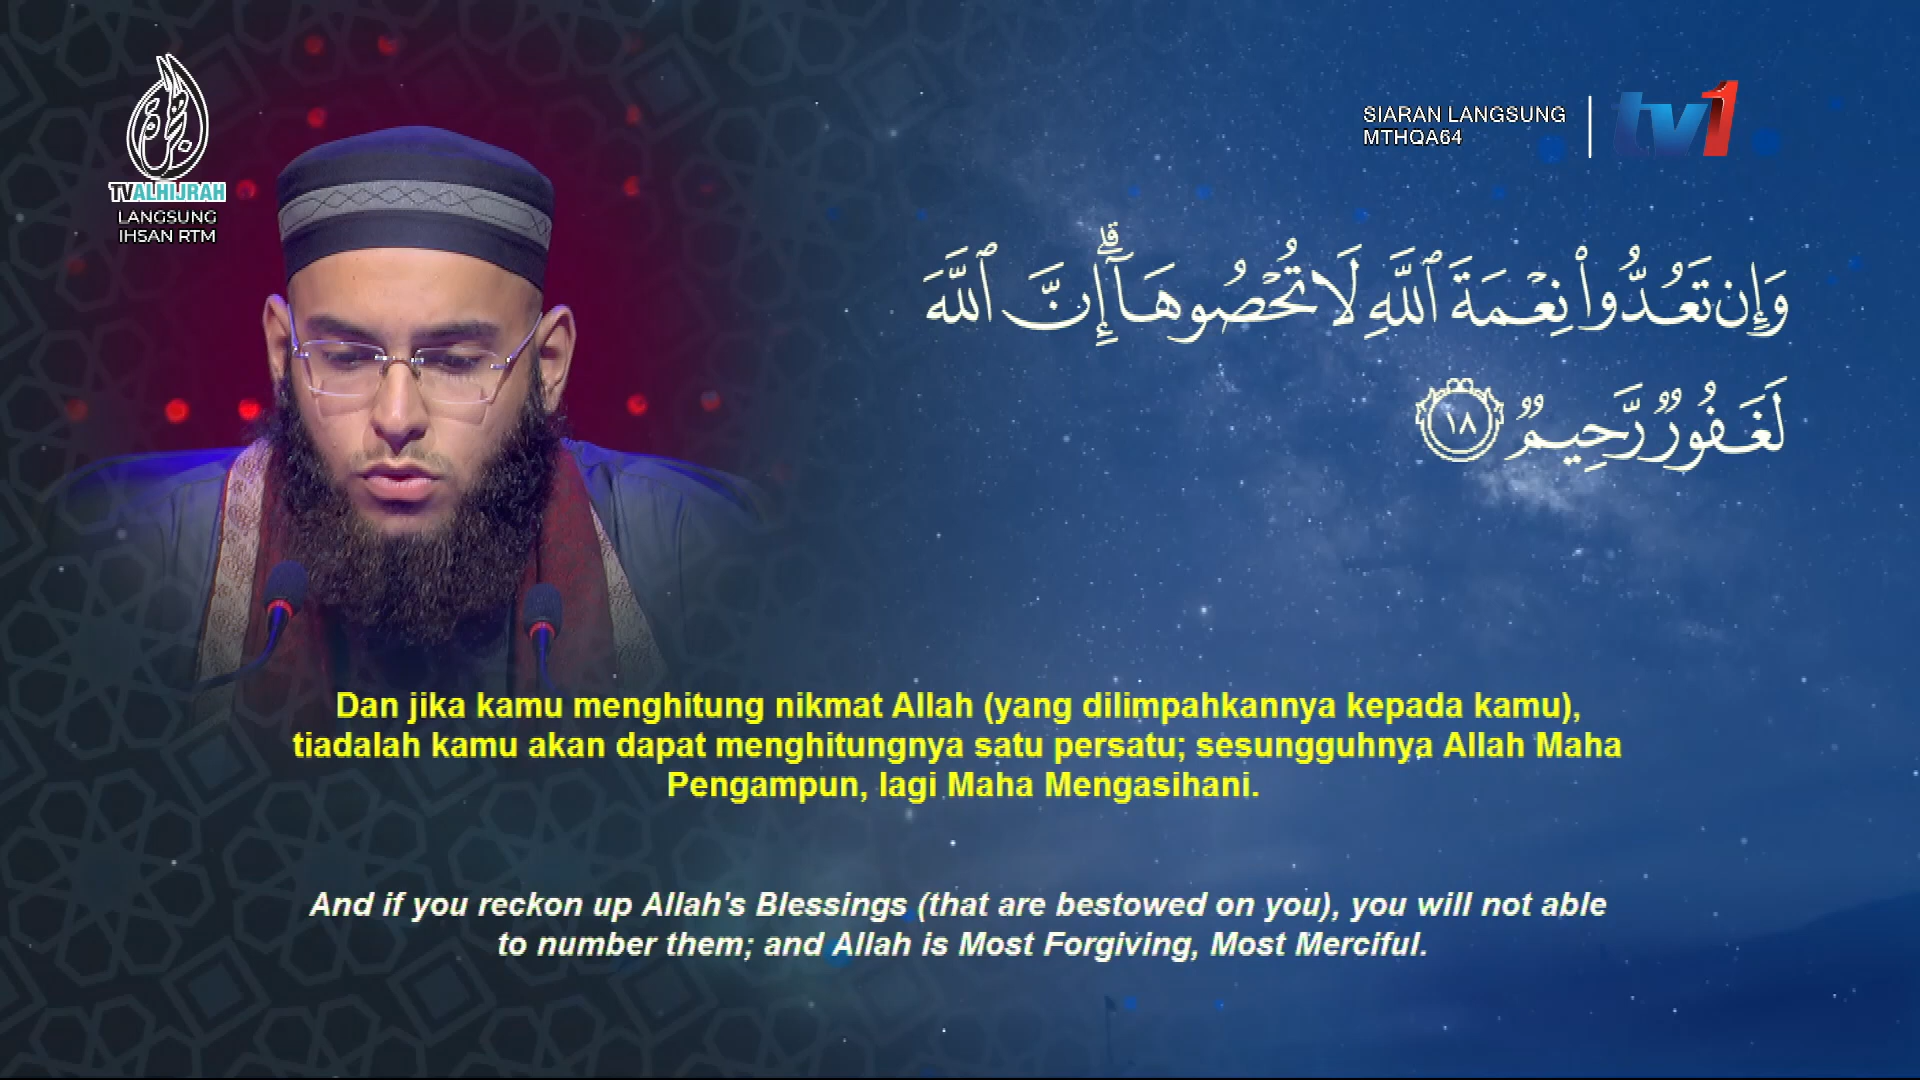 TVALHIJRAH
LANGSUNG
IHSAN RTM
SIARAN LANGSUNG
MTHQA64
tv1
وَإِن تَعُدُّواْ نِعْمَةَ ٱللَّهِ لَا تُحْصُوهَآ ۗ إِنَّ ٱللَّهَ
لَغَفُورٌ رَّحِيمٌ ١٨
Dan jika kamu menghitung nikmat Allah (yang dilimpahkannya kepada kamu),
tiadalah kamu akan dapat menghitungnya satu persatu; sesungguhnya Allah Maha
Pengampun, lagi Maha Mengasihani.
And if you reckon up Allah's Blessings (that are bestowed on you), you will not able
to number them; and Allah is Most Forgiving, Most Merciful.